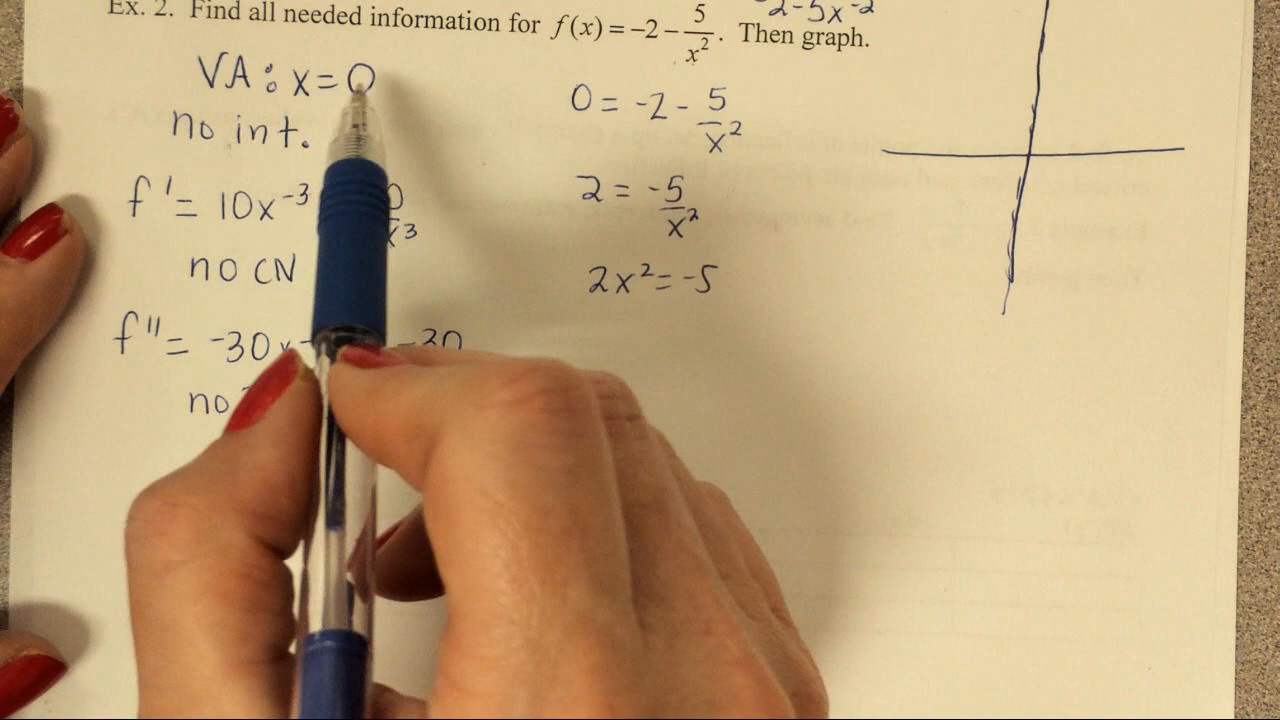 Ex. 2. Find all needed information for f(x) = -2 - 5/x². Then graph.
-2-5x⁻²
VA: x=0
no int.
f' = 10x⁻³
no CN
f'' = -30x -30
no
0 = -2 - 5/x²
2 = -5/x²
2x² = -5